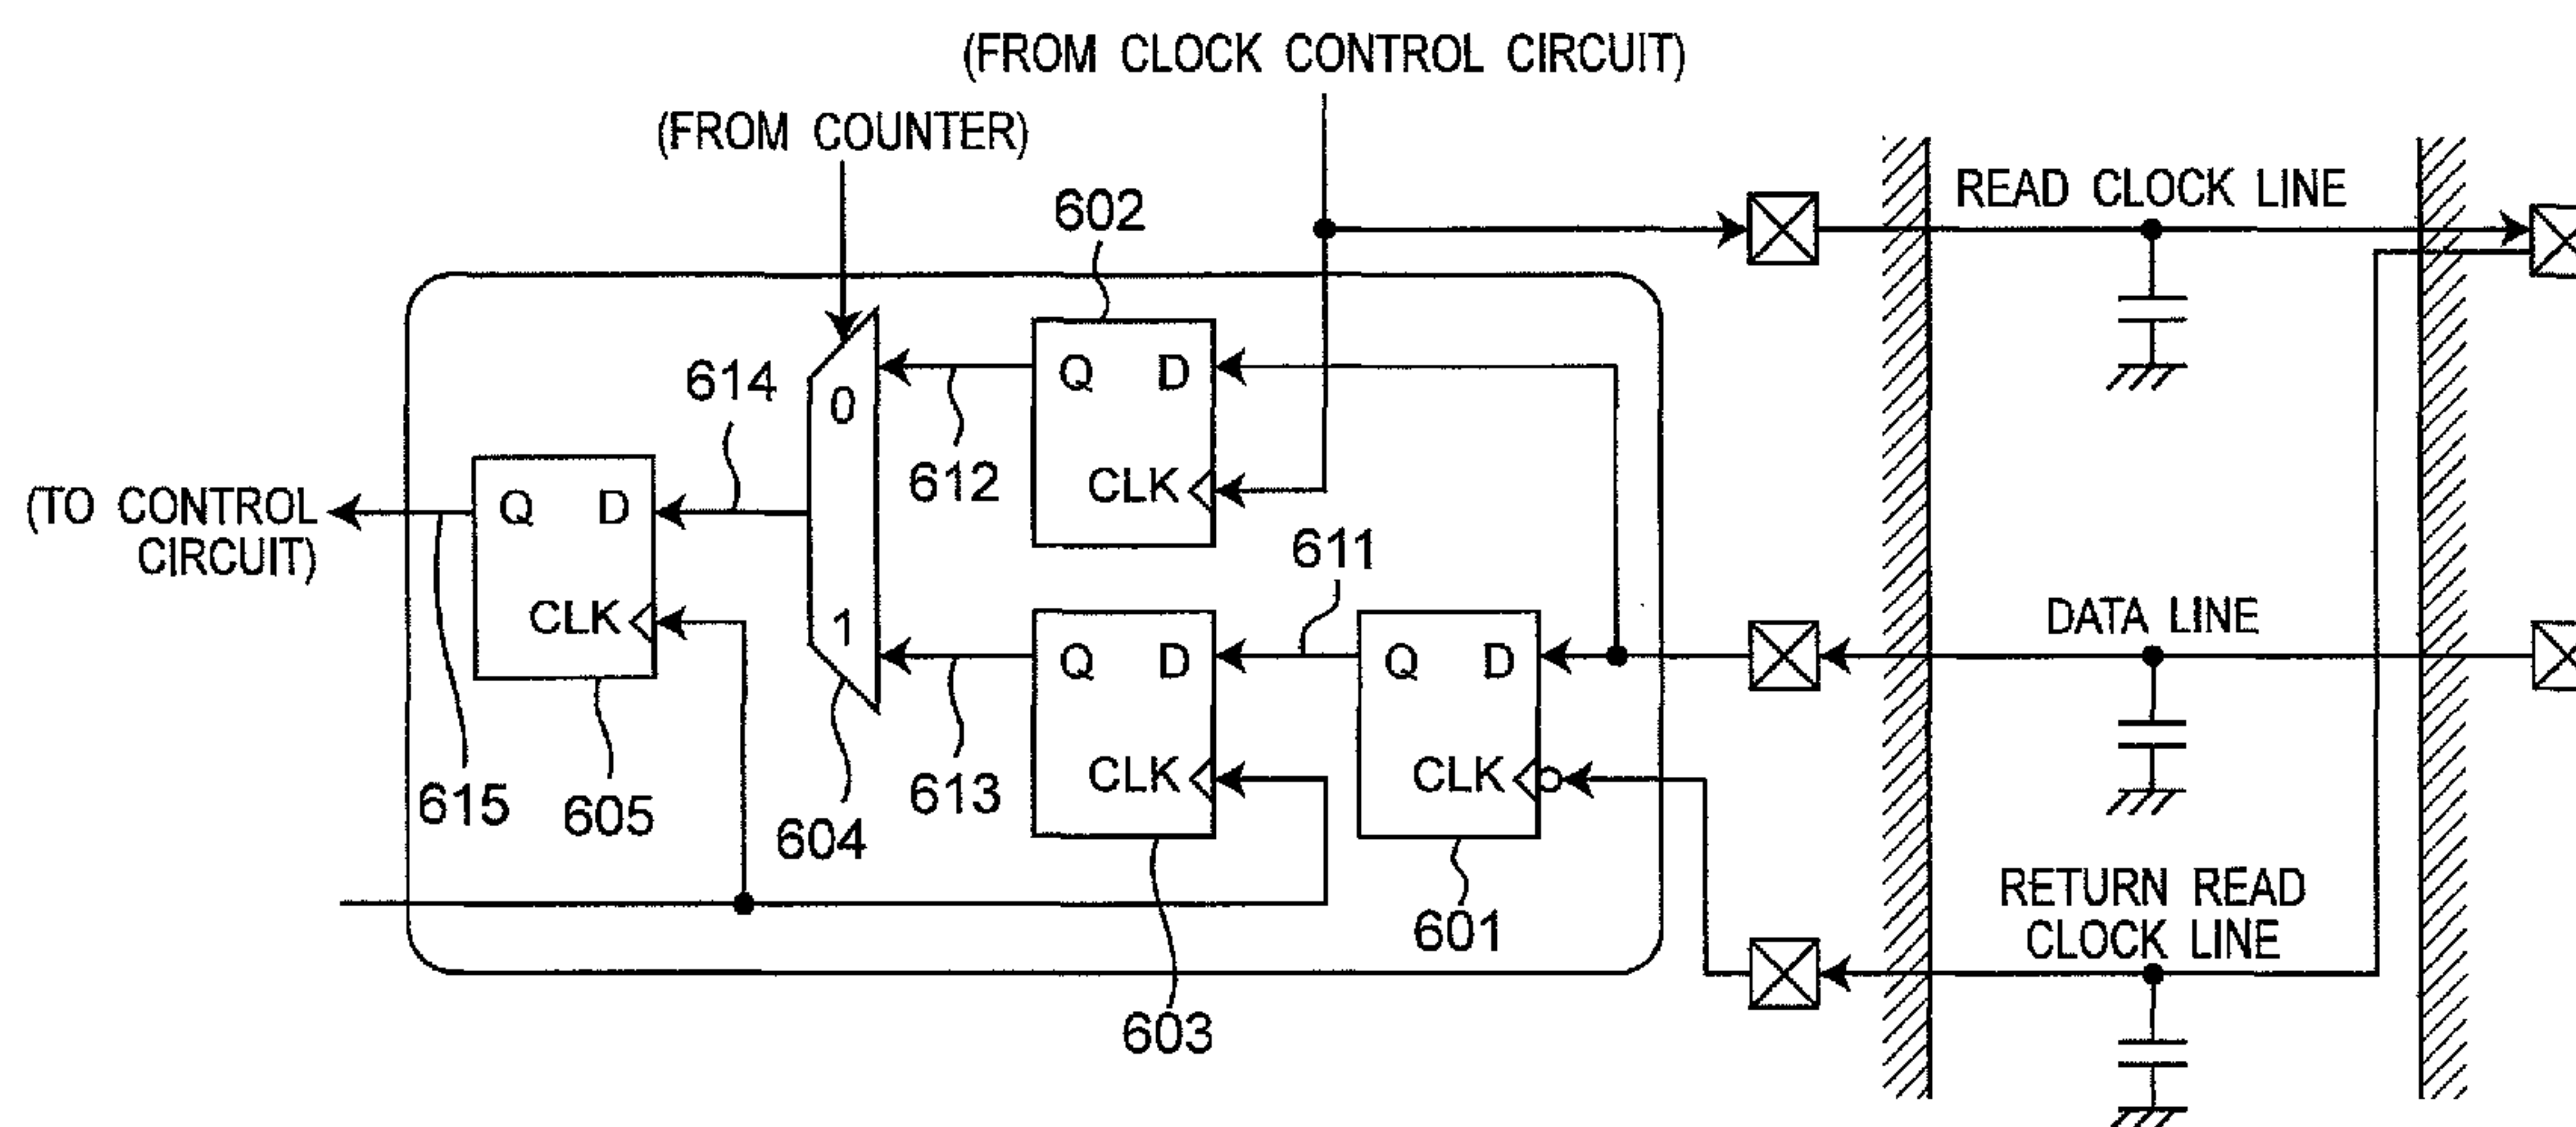 (FROM CLOCK CONTROL CIRCUIT)
(FROM COUNTER)
602
READ CLOCK LINE
614
0
Q D
612
CLK
(TO CONTROL
CIRCUIT)
Q D
CLK
611
1
Q D
Q D
DATA LINE
CLK
CLK
615
605
604
613
601
RETURN READ
CLOCK LINE
603